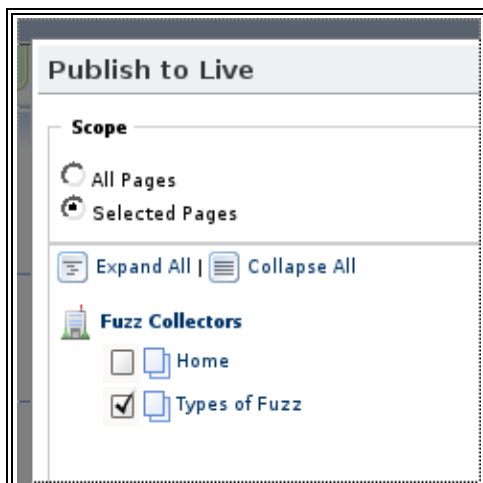 Publish to Live
Scope
All Pages
Selected Pages
Expand All | Collapse All
Fuzz Collectors
Home
Types of Fuzz